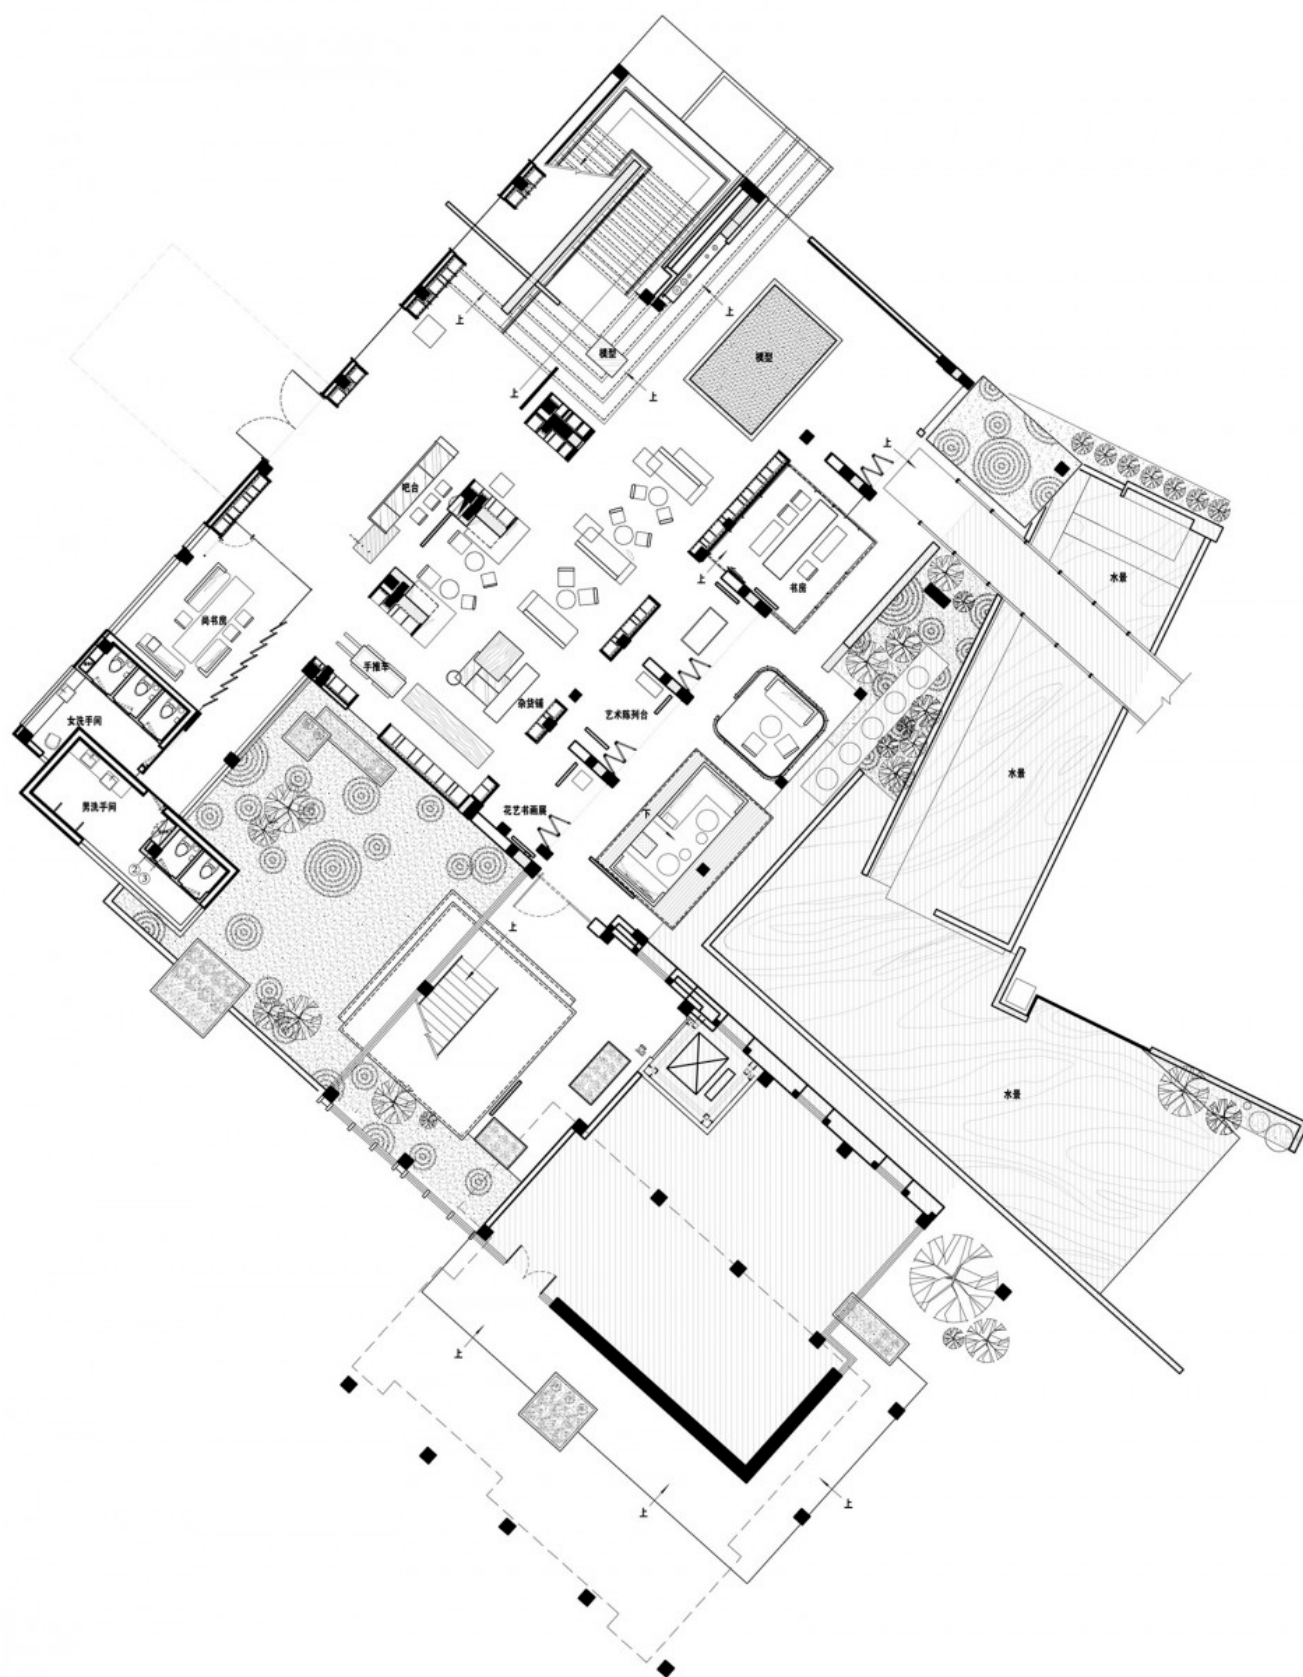 上
上
模型
模型
上
上
上
吧台
上
书房
水景
尚书房
手推车
杂货铺
艺术陈列台
女洗手间
水景
男洗手间
花艺书画展
下
②③
上
水景
上
上
上